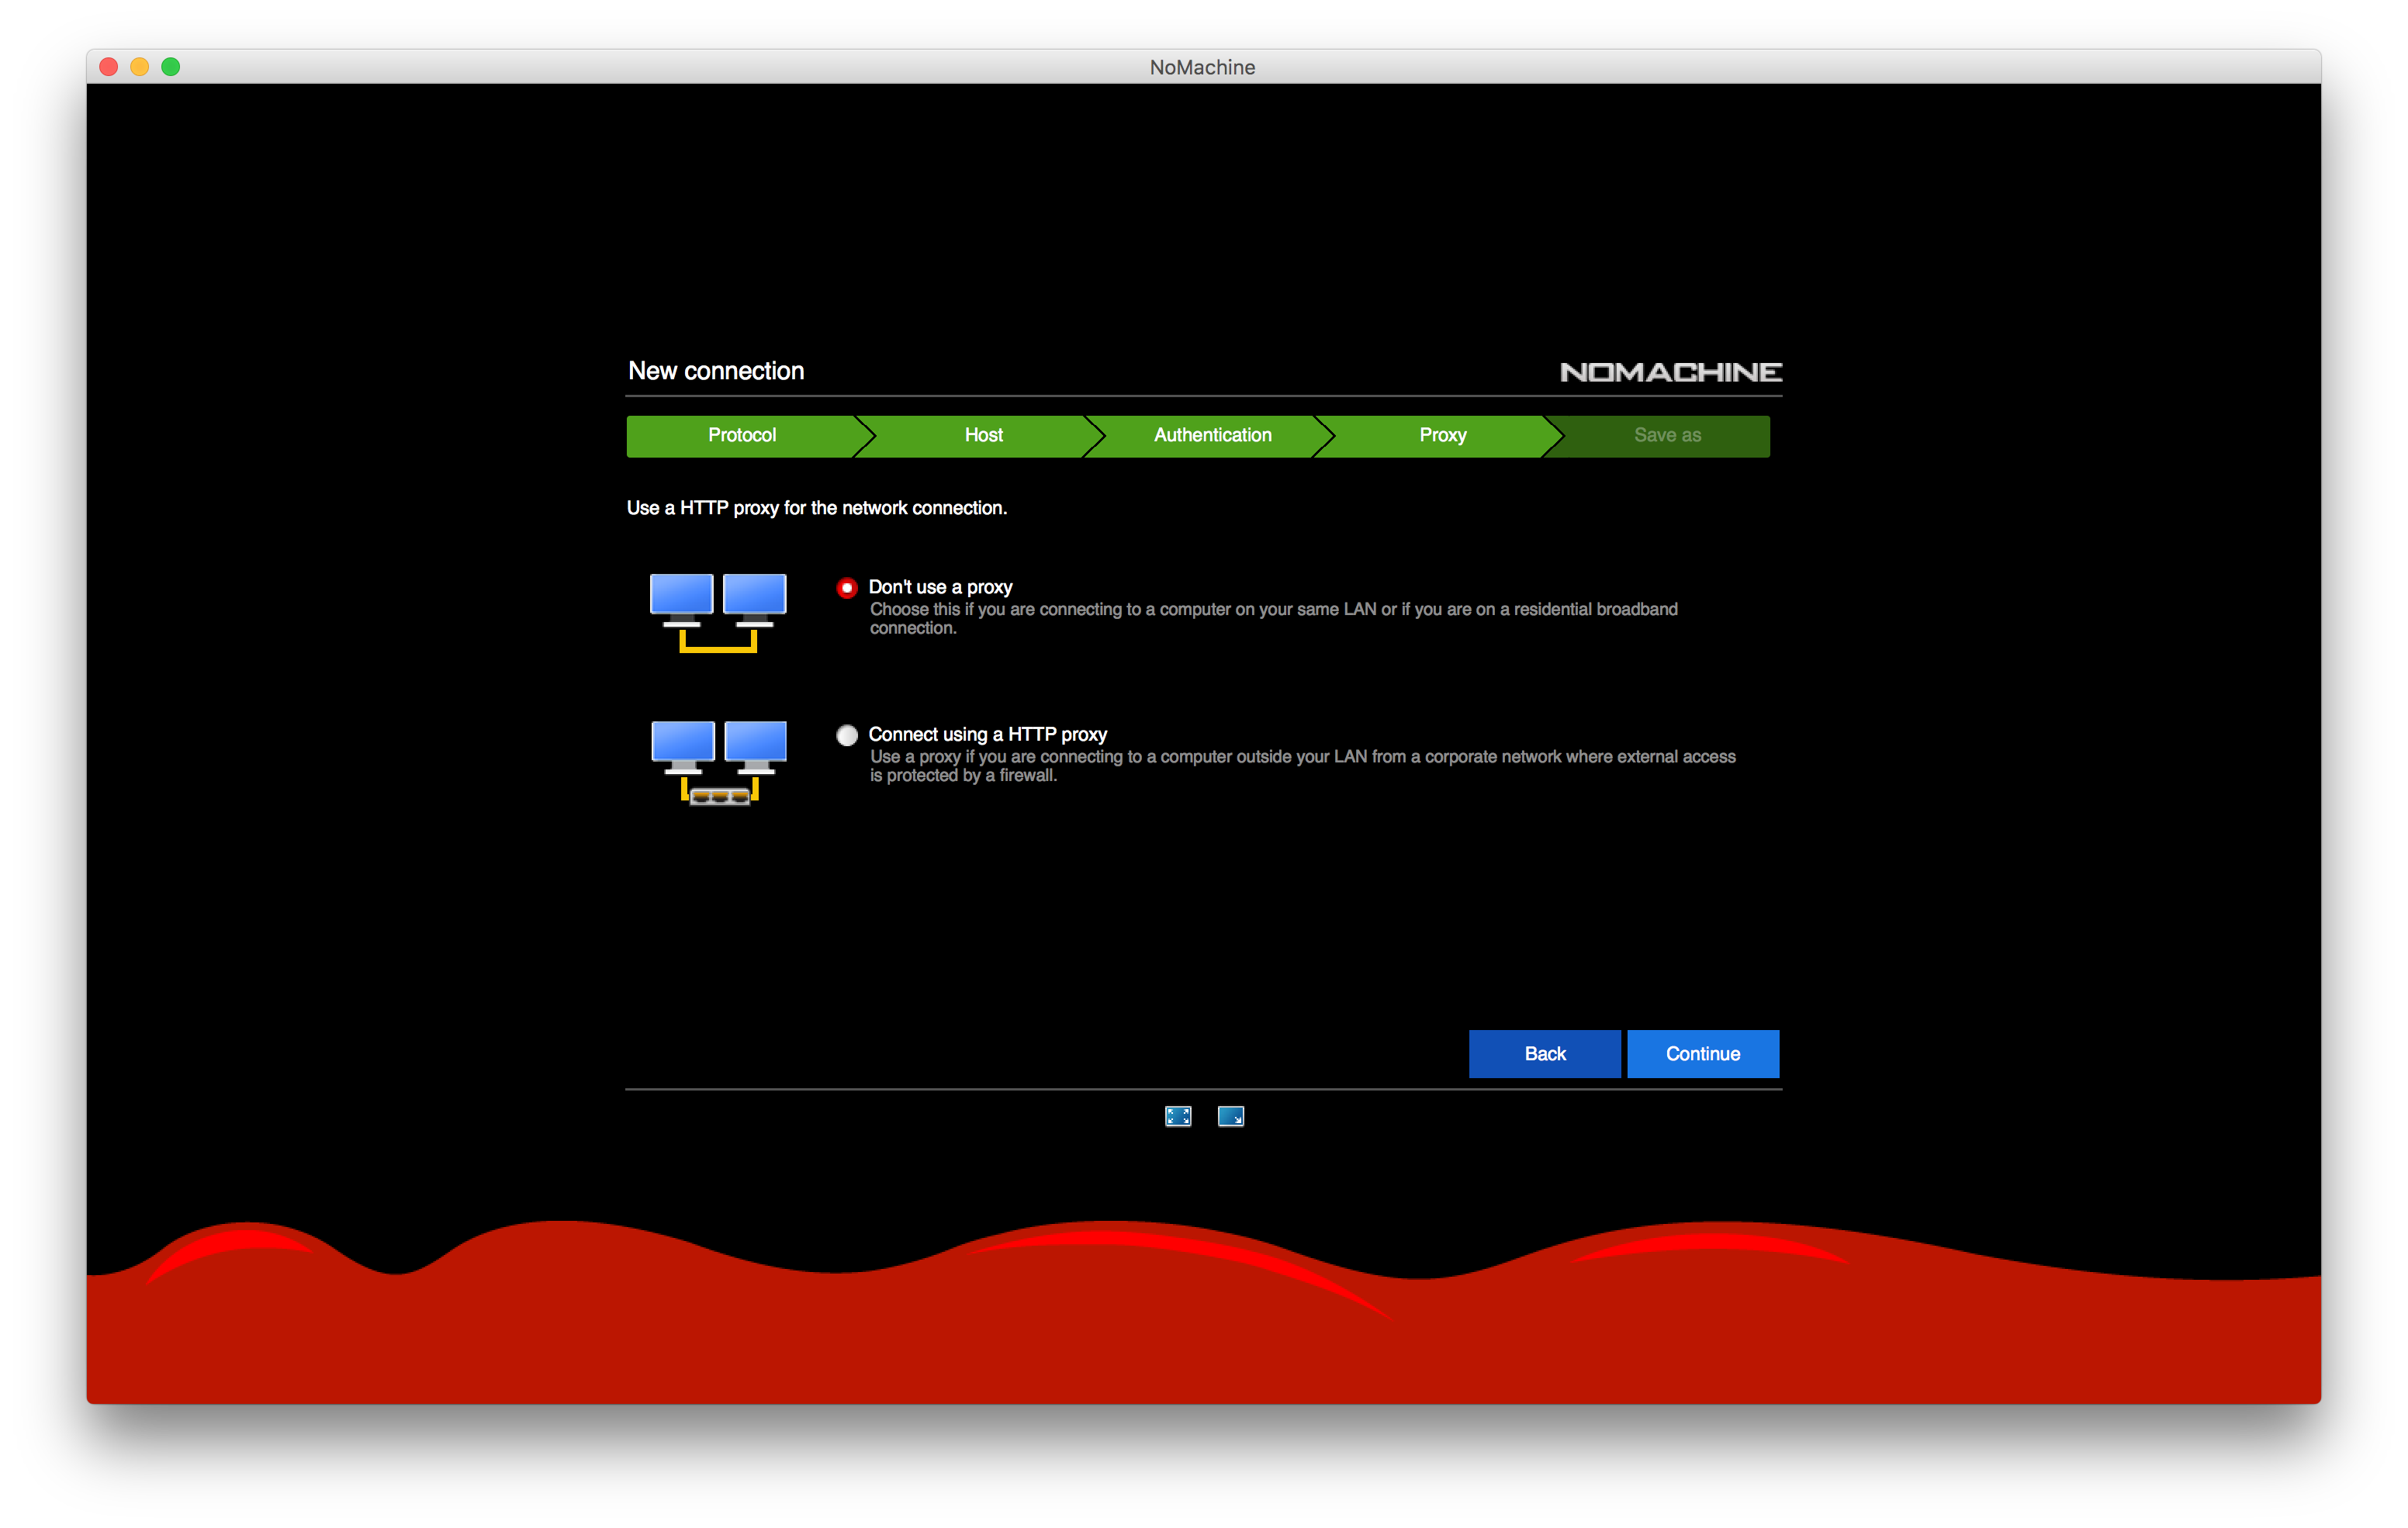 NoMachine
New connection
NOMACHINE
Protocol
Host
Authentication
Proxy
Save as
Use a HTTP proxy for the network connection.
Don't use a proxy
Choose this if you are connecting to a computer on your same LAN or if you are on a residential broadband
connection.
Connect using a HTTP proxy
Use a proxy if you are connecting to a computer outside your LAN from a corporate network where external access
is protected by a firewall.
Back
Continue